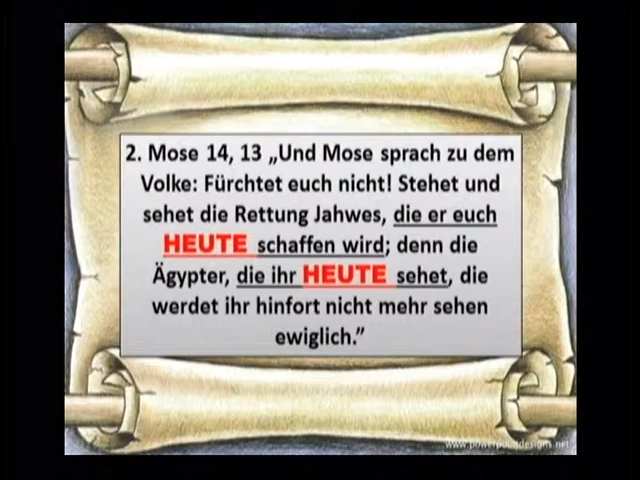 2. Mose 14, 13 „Und Mose sprach zu dem
Volke: Fürchtet euch nicht! Stehet und
sehet die Rettung Jahwes, die er euch
HEUTE schaffen wird; denn die
Ägypter, die ihr HEUTE sehet, die
werdet ihr hinfort nicht mehr sehen
ewiglich.”
www.powerpointdesigns.net